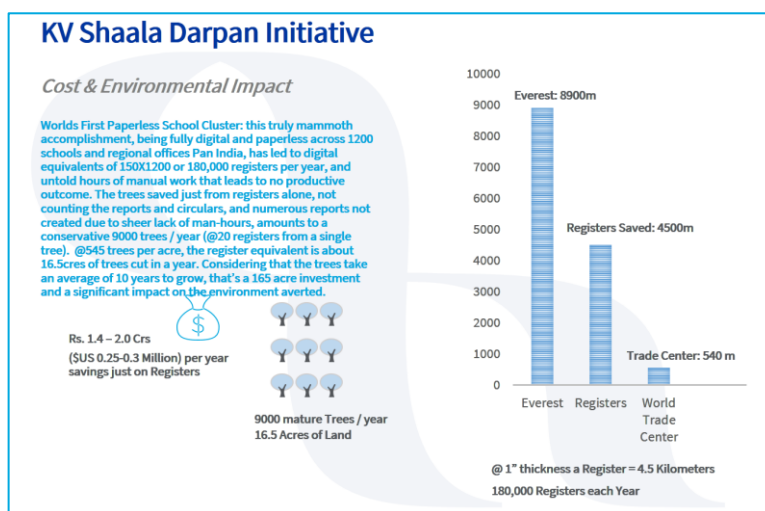 KV Shaala Darpan Initiative
Cost & Environmental Impact
Worlds First Paperless School Cluster: this truly mammoth
accomplishment, being fully digital and paperless across 1200
schools and regional offices Pan India, has led to digital
equivalents of 150X1200 or 180,000 registers per year, and
untold hours of manual work that leads to no productive
outcome. The trees saved just from registers alone, not
counting the reports and circulars, and numerous reports not
created due to sheer lack of man-hours, amounts to a
conservative 9000 trees / year (@20 registers from a single
tree). @545 trees per acre, the register equivalent is about
16.5cres of trees cut in a year. Considering that the trees take
an average of 10 years to grow, that's a 165 acre investment
and a significant impact on the environment averted.
$
Rs. 1.4 – 2.0 Crs
($US 0.25-0.3 Million) per year
savings just on Registers
9000 mature Trees / year
16.5 Acres of Land
10000
9000
8000
7000
6000
5000
4000
3000
2000
1000
0
Everest: 8900m
Registers Saved: 4500m
Trade Center: 540 m
Everest
Registers
World
Trade
Center
@ 1" thickness a Register = 4.5 Kilometers
180,000 Registers each Year